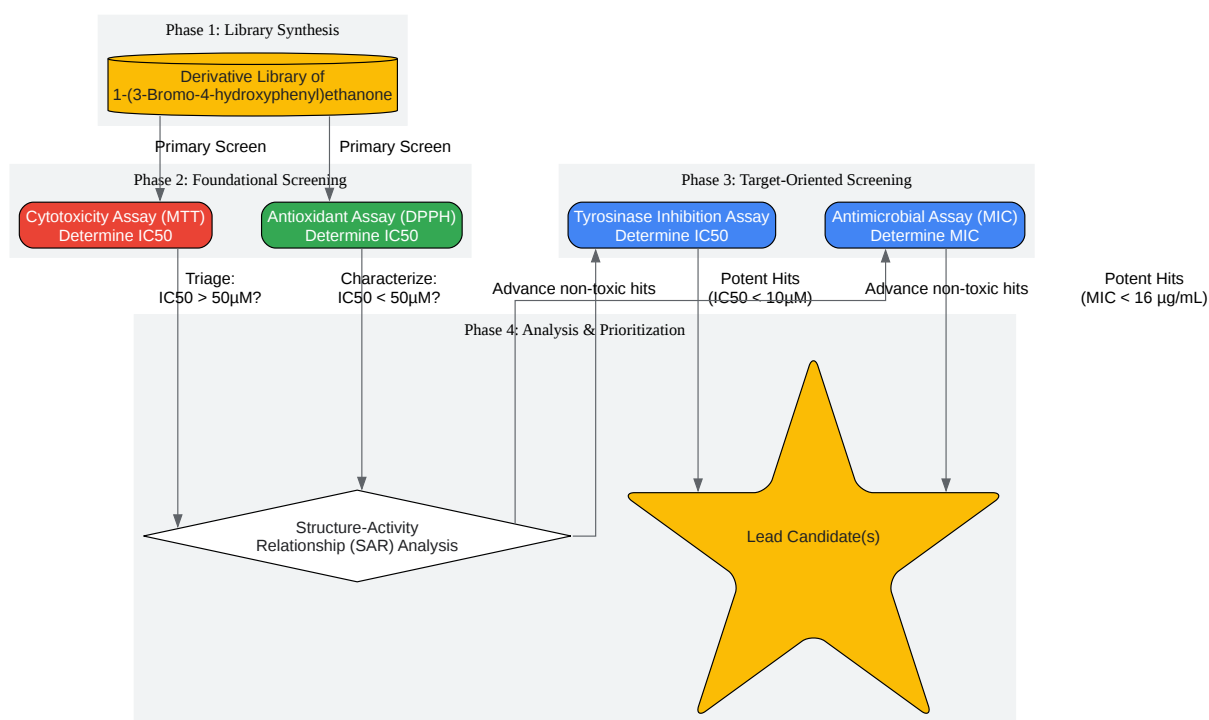 Phase 1: Library Synthesis
Derivative Library of
1-(3-Bromo-4-hydroxyphenyl)ethanone
Primary Screen
Primary Screen
Phase 2: Foundational Screening
Cytotoxicity Assay (MTT)
Determine IC50
Antioxidant Assay (DPPH)
Determine IC50
Phase 3: Target-Oriented Screening
Tyrosinase Inhibition Assay
Determine IC50
Antimicrobial Assay (MIC)
Determine MIC
Triage:
IC50 > 50µM?
Characterize:
IC50 < 50µM?
Advance non-toxic hits
Potent Hits
(IC50 < 10µM)
Advance non-toxic hits
Potent Hits
(MIC < 16 µg/mL)
Phase 4: Analysis & Prioritization
Structure-Activity
Relationship (SAR) Analysis
Lead Candidate(s)